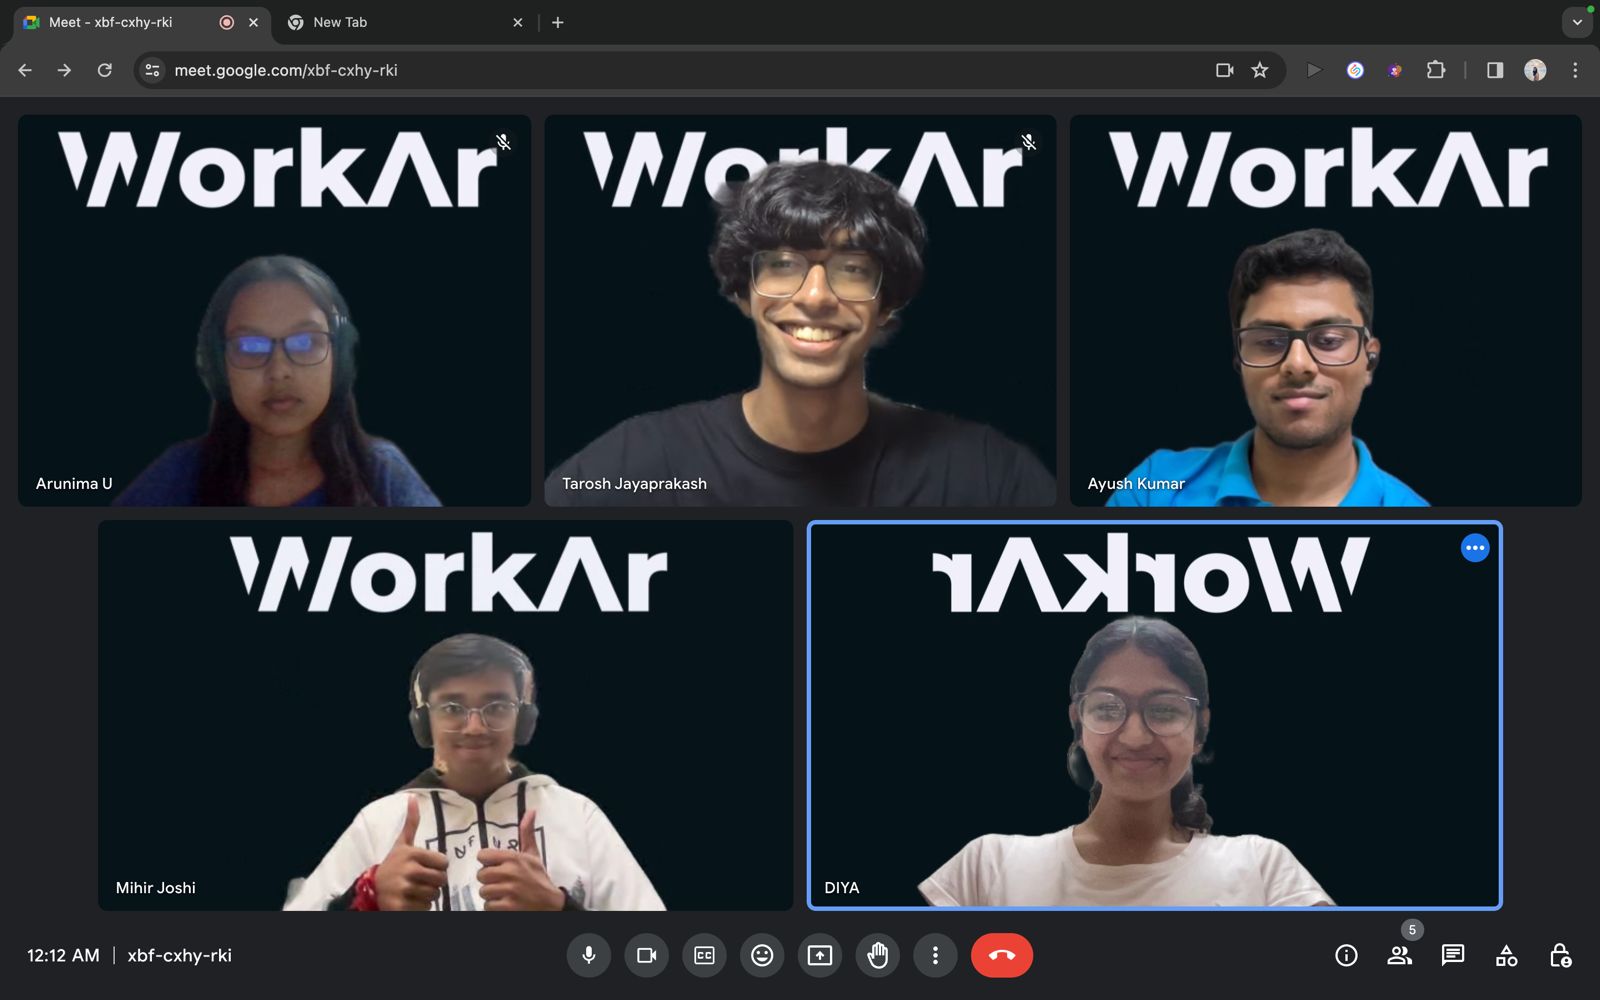 Meet - xbf-cxhy-rki
New Tab
meet.google.com/xbf-cxhy-rki
WorkAr
Arunima U
WorkAr
Tarosh Jayaprakash
WorkAr
Ayush Kumar
WorkAr
Mihir Joshi
WorkAr
DIYA
12:12 AM | xbf-cxhy-rki
CC
5